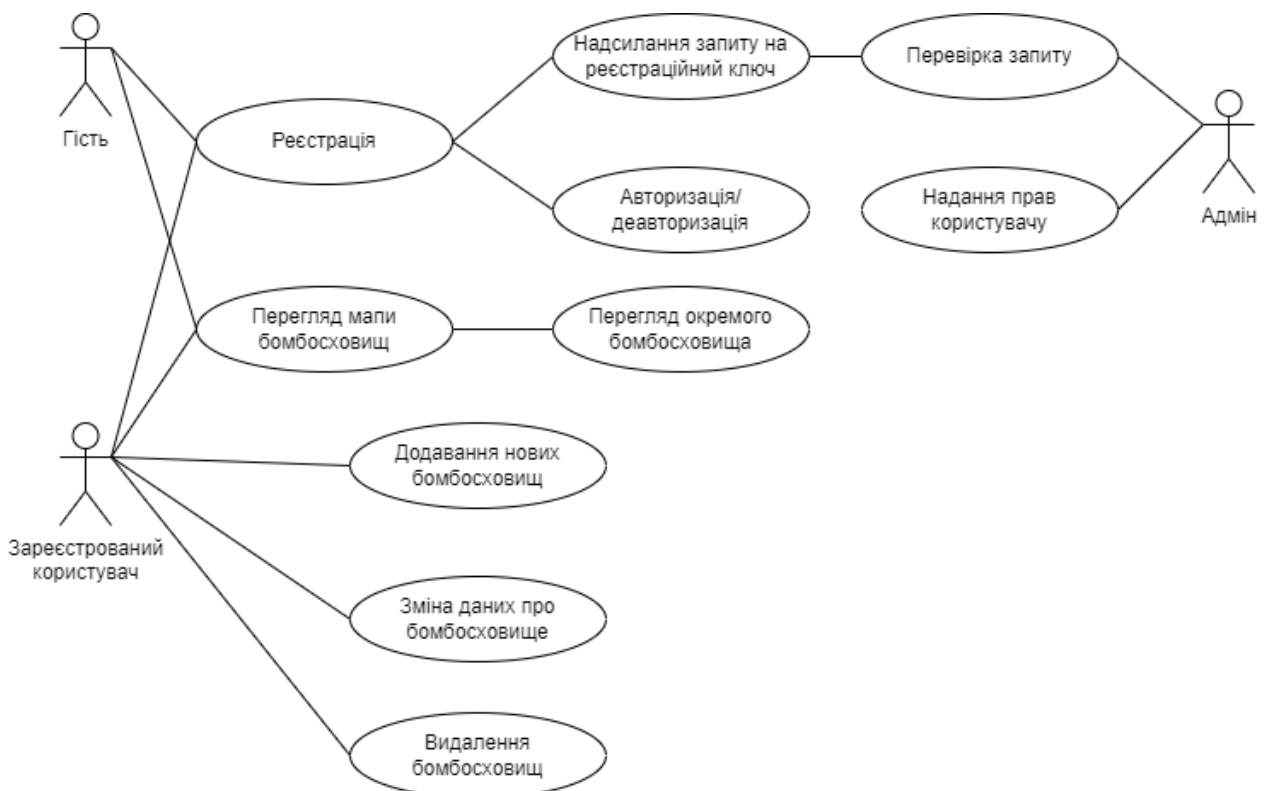 Надсилання запиту на
реєстраційний ключ
Перевірка запиту
Гість
Реєстрація
Авторизація/
деавторизація
Надання прав
користувачу
Адмін
Перегляд мапи
бомбосховищ
Перегляд окремого
бомбосховища
Додавання нових
бомбосховищ
Зареєстрований
користувач
Зміна даних про
бомбосховище
Видалення
бомбосховищ